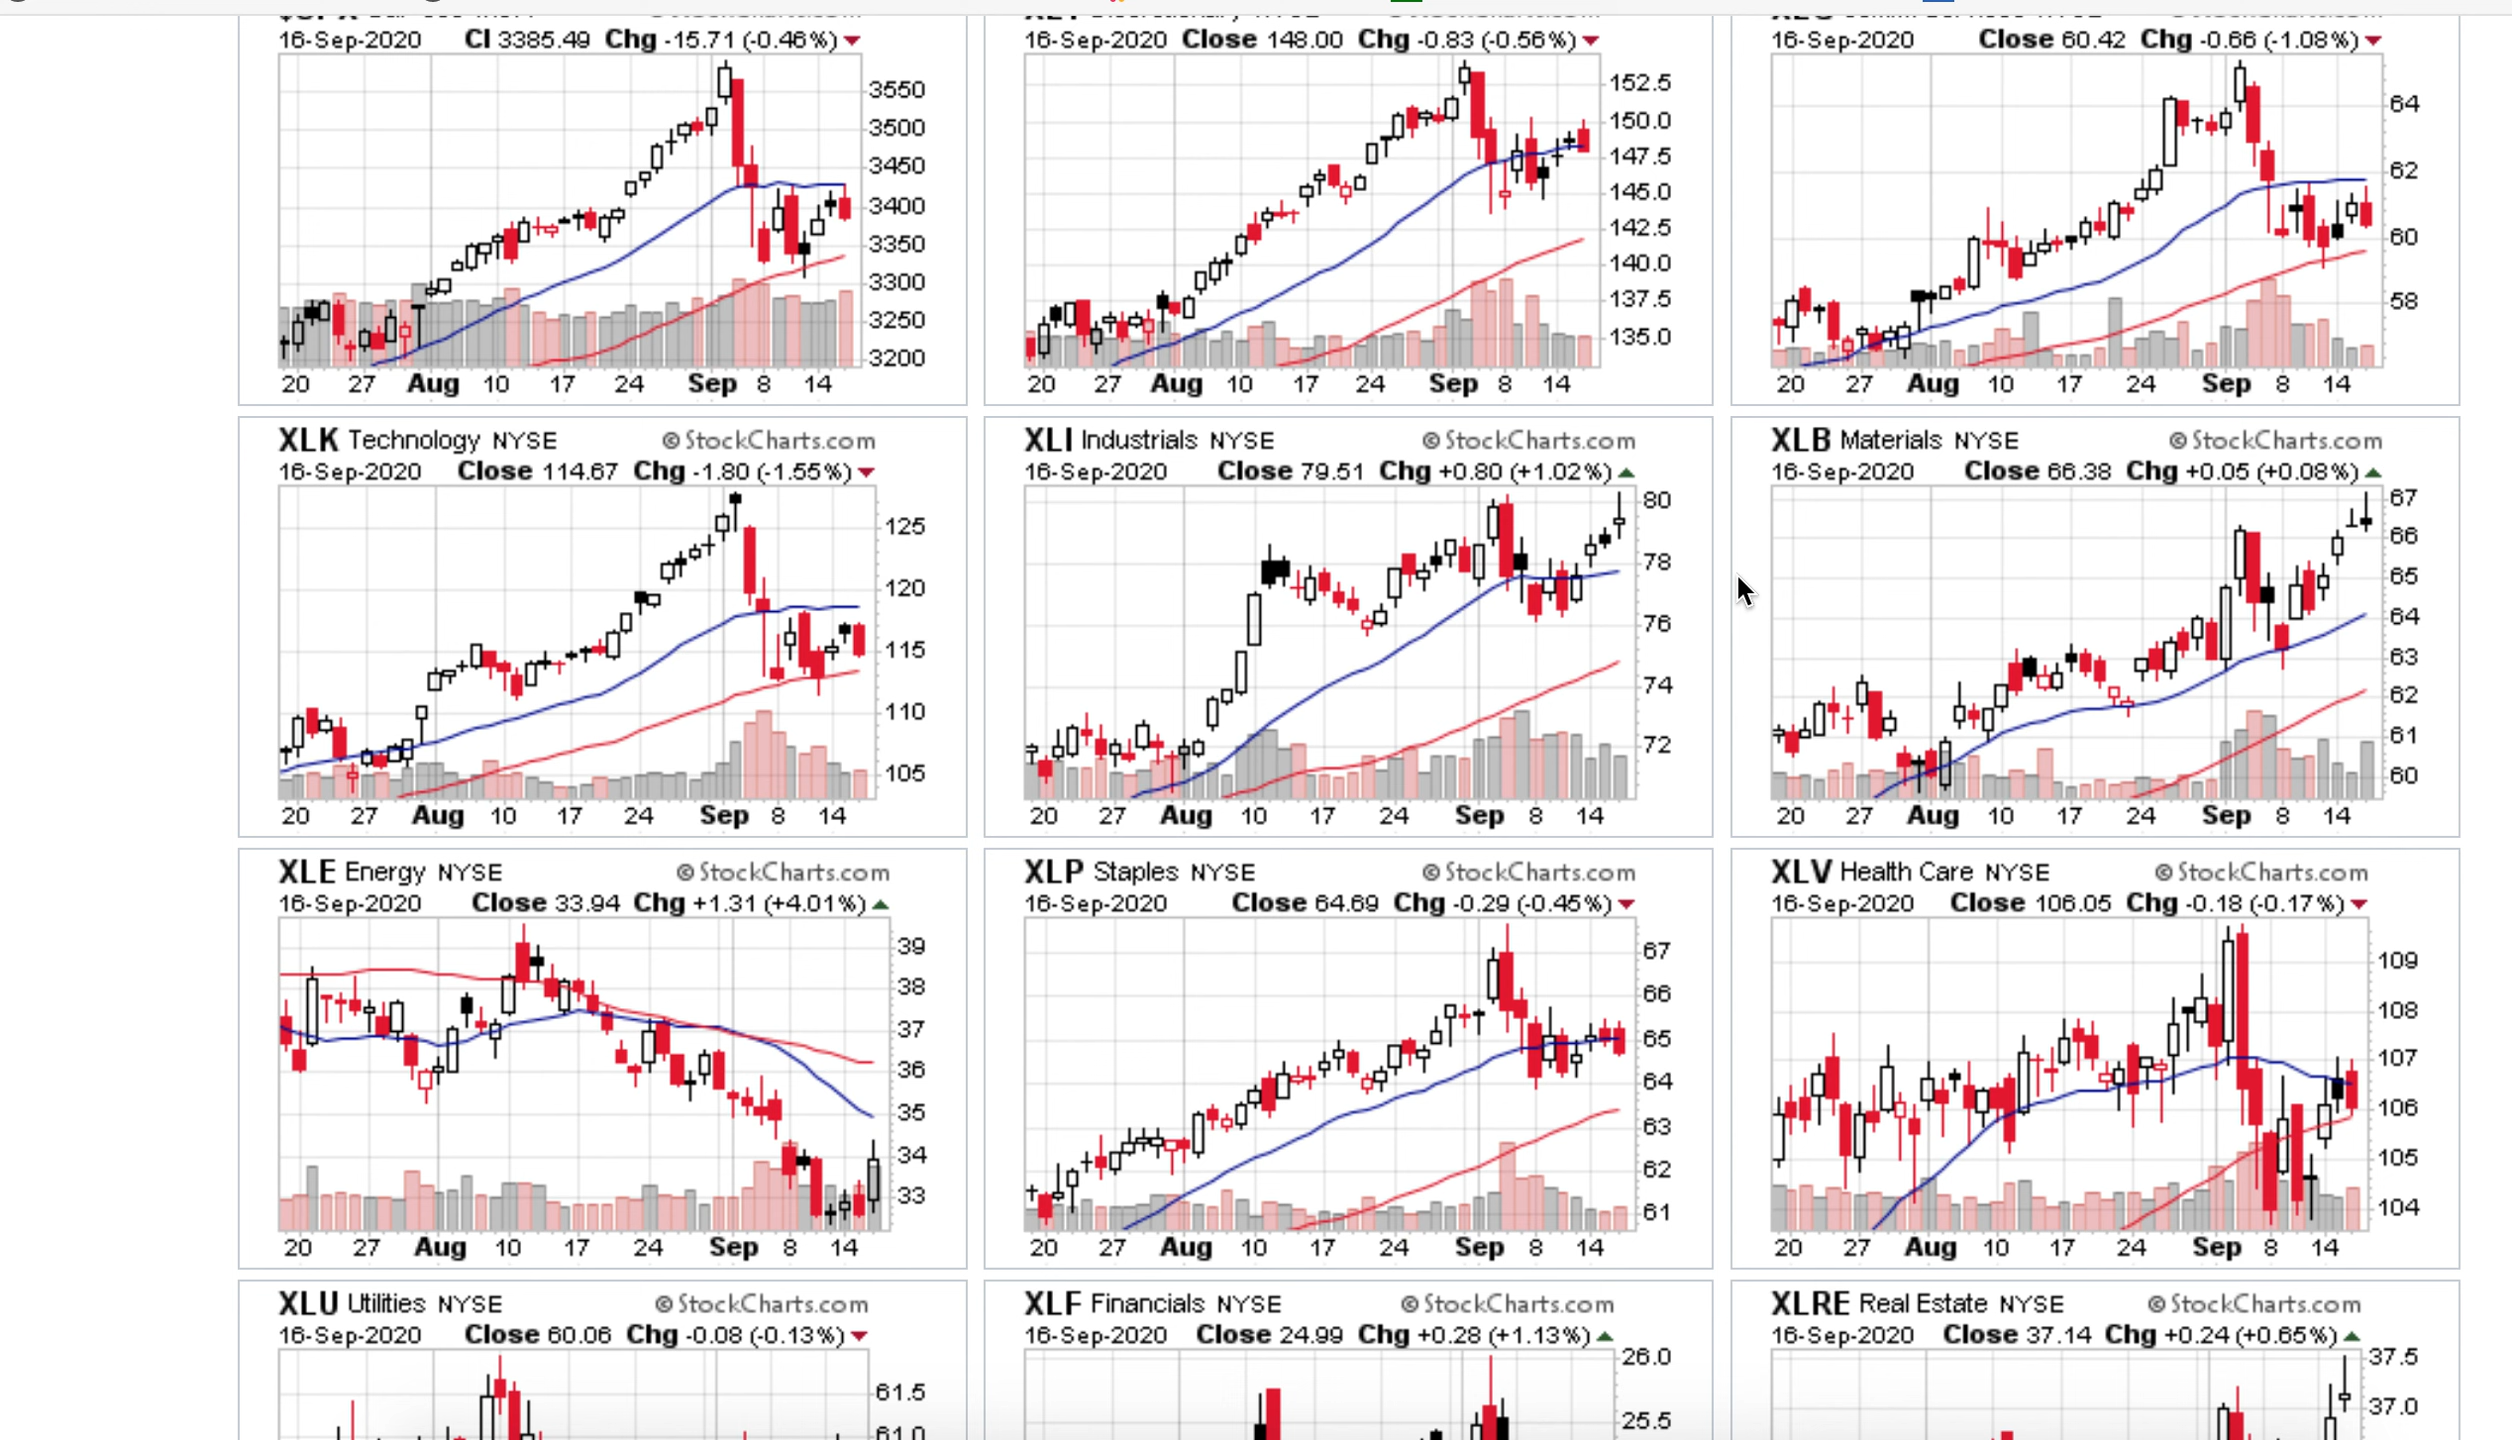 16-Sep-2020 Cl 3385.49 Chg -15.71 (-0.46%)
3550
3500
3450
3400
3350
3300
3250
3200
20 27 Aug 10 17 24 Sep 8 14
16-Sep-2020 Close 148.00 Chg -0.83 (-0.56%)
152.5
150.0
147.5
145.0
142.5
140.0
137.5
135.0
20 27 Aug 10 17 24 Sep 8 14
16-Sep-2020 Close 60.42 Chg -0.66 (-1.08%)
64
62
60
58
20 27 Aug 10 17 24 Sep 8 14
XLK Technology NYSE © StockCharts.com
16-Sep-2020 Close 114.67 Chg -1.80 (-1.55%)
125
120
115
110
105
20 27 Aug 10 17 24 Sep 8 14
XLI Industrials NYSE © StockCharts.com
16-Sep-2020 Close 79.51 Chg +0.80 (+1.02%)
80
78
76
74
72
20 27 Aug 10 17 24 Sep 8 14
XLB Materials NYSE © StockCharts.com
16-Sep-2020 Close 66.38 Chg +0.05 (+0.08%)
67
66
65
64
63
62
61
60
20 27 Aug 10 17 24 Sep 8 14
XLE Energy NYSE © StockCharts.com
16-Sep-2020 Close 33.94 Chg +1.31 (+4.01%)
39
38
37
36
35
34
33
20 27 Aug 10 17 24 Sep 8 14
XLP Staples NYSE © StockCharts.com
16-Sep-2020 Close 64.69 Chg -0.29 (-0.45%)
67
66
65
64
63
62
61
20 27 Aug 10 17 24 Sep 8 14
XLV Health Care NYSE © StockCharts.com
16-Sep-2020 Close 106.05 Chg -0.18 (-0.17%)
109
108
107
106
105
104
20 27 Aug 10 17 24 Sep 8 14
XLU Utilities NYSE © StockCharts.com
16-Sep-2020 Close 60.06 Chg -0.08 (-0.13%)
61.5
61.0
XLF Financials NYSE © StockCharts.com
16-Sep-2020 Close 24.99 Chg +0.28 (+1.13%)
26.0
25.5
XLRE Real Estate NYSE © StockCharts.com
16-Sep-2020 Close 37.14 Chg +0.24 (+0.65%)
37.5
37.0